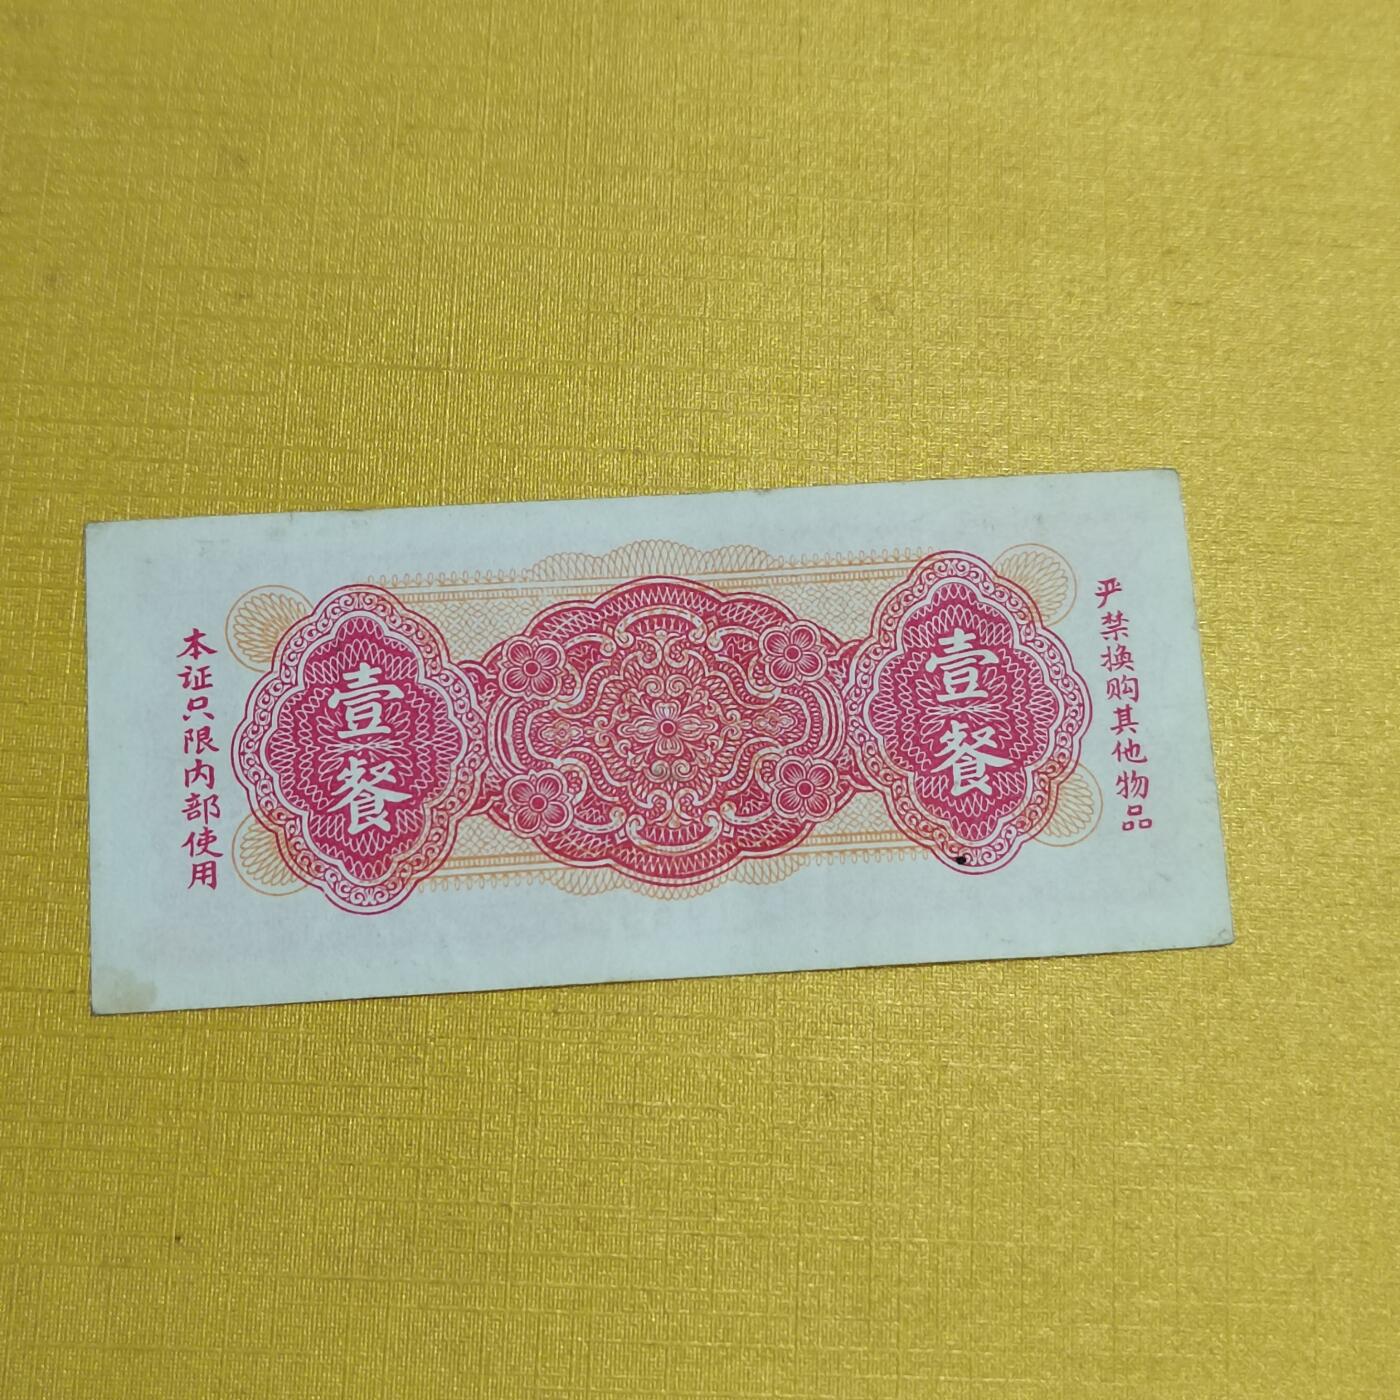 本证只限内部使用
壹餐
壹餐
严禁换购其他物品